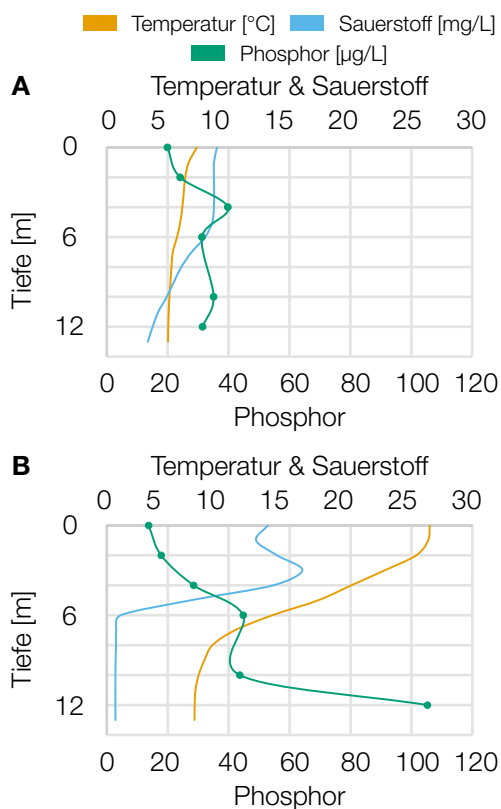 Temperatur [°C] Sauerstoff [mg/L]
Phosphor [µg/L]
A
Temperatur & Sauerstoff
0 5 10 15 20 25 30
0
6
12
Tiefe [m]
0 20 40 60 80 100 120
Phosphor
B
Temperatur & Sauerstoff
0 5 10 15 20 25 30
0
6
12
Tiefe [m]
0 20 40 60 80 100 120
Phosphor